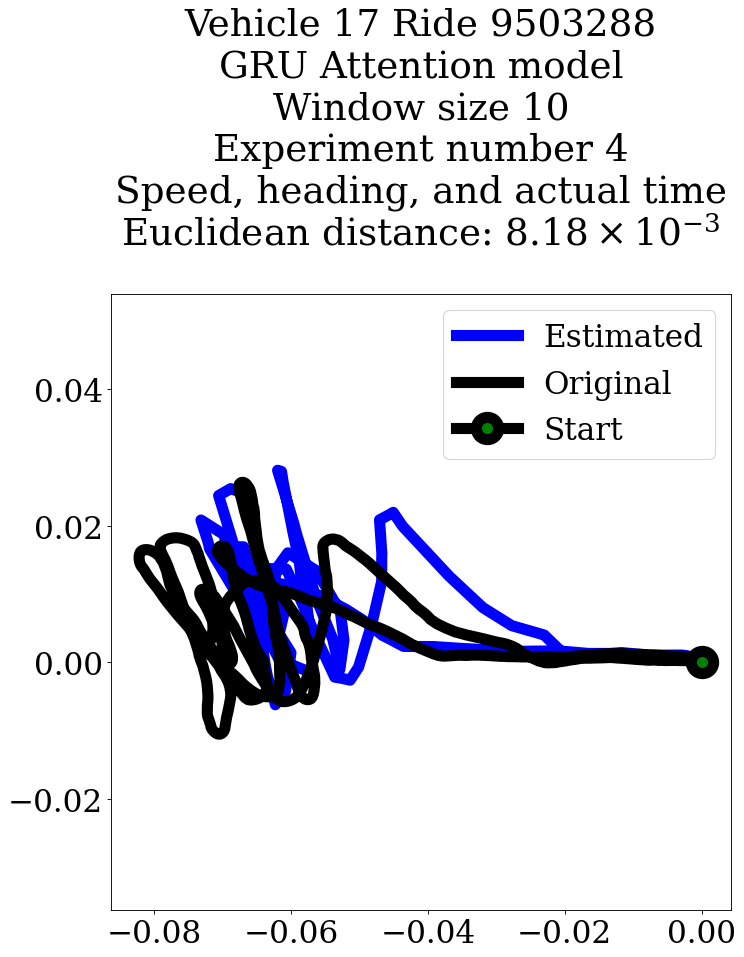 Vehicle 17 Ride 9503288
GRU Attention model
Window size 10
Experiment number 4
Speed, heading, and actual time
Euclidean distance: 8.18 × 10⁻³
Estimated
Original
Start
0.04
0.02
0.00
−0.02
−0.08 −0.06 −0.04 −0.02 0.00